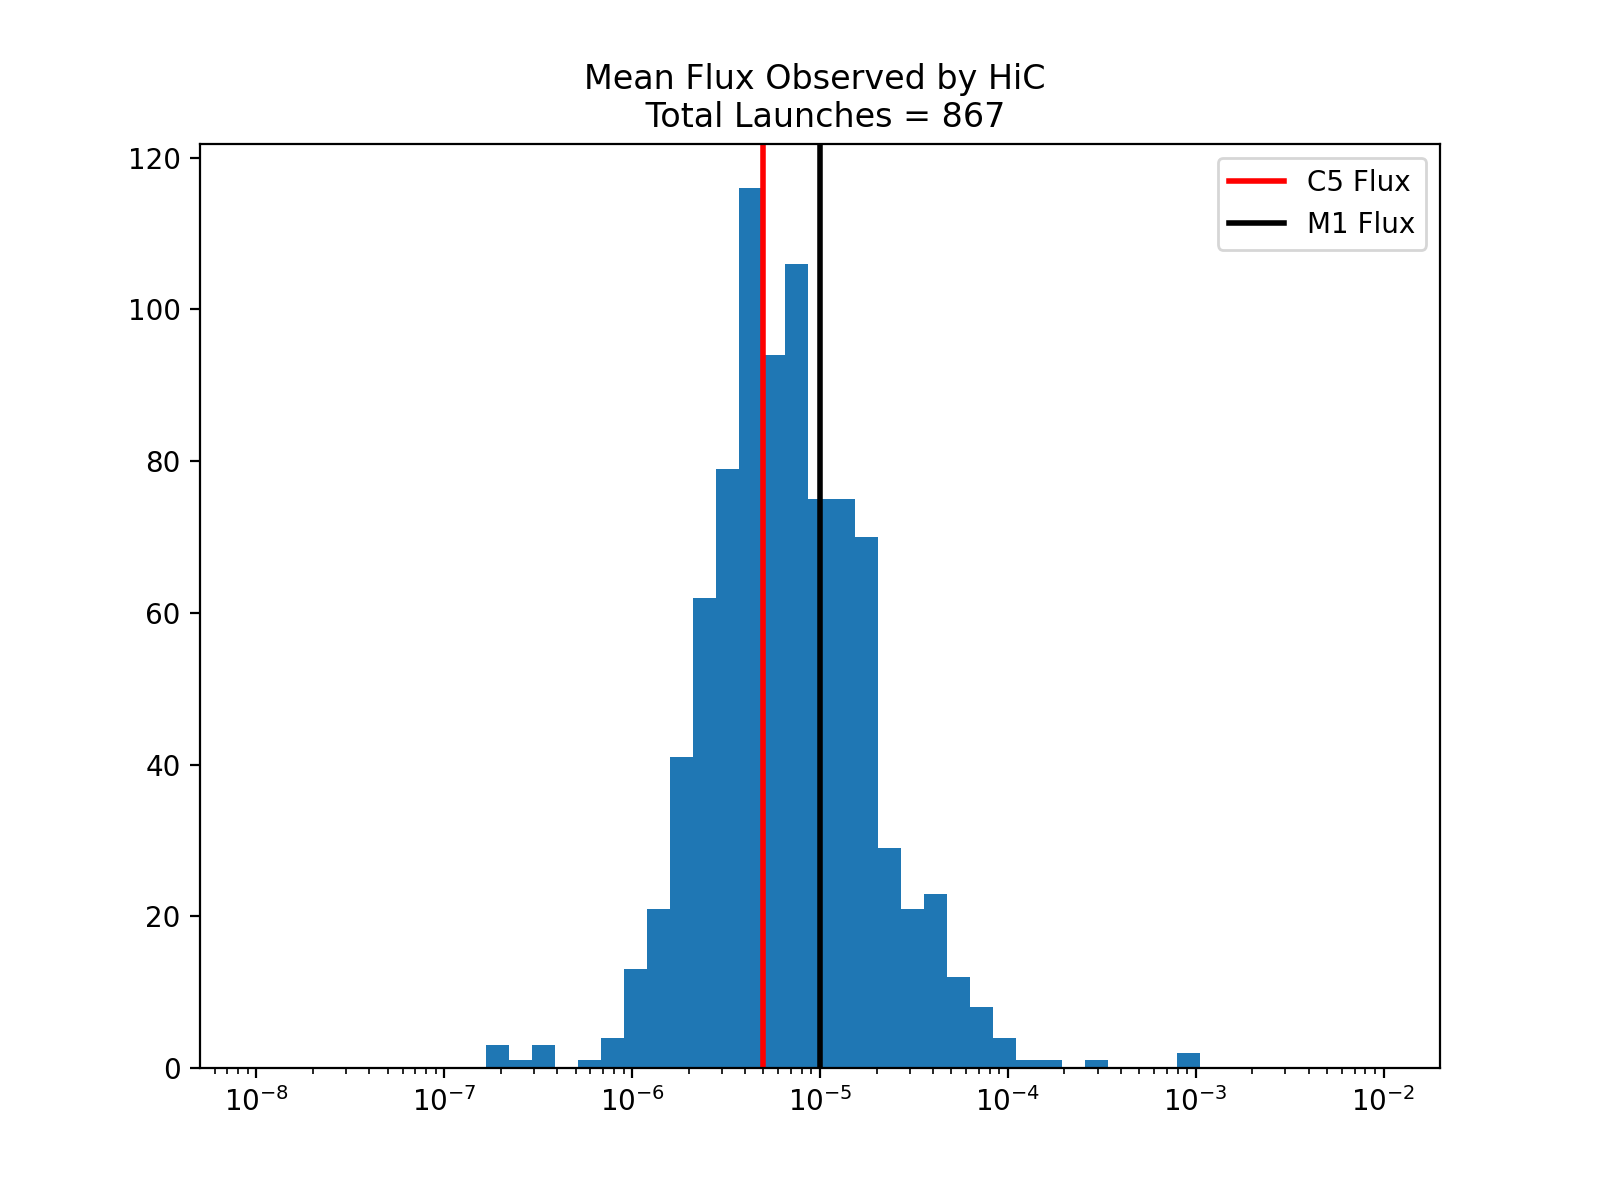 Mean Flux Observed by HiC
Total Launches = 867
C5 Flux
M1 Flux
120
100
80
60
40
20
0
10⁻⁸ 10⁻⁷ 10⁻⁶ 10⁻⁵ 10⁻⁴ 10⁻³ 10⁻²